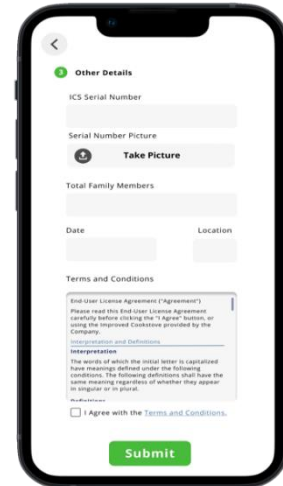 3 Other Details
ICS Serial Number
Serial Number Picture
Take Picture
Total Family Members
Date Location
Terms and Conditions
End-User License Agreement ("Agreement")
Please read this End-User License Agreement
carefully before clicking the "I Agree" button, or
using the Improved Cookstove provided by the
Company.
Interpretation and Definitions
Interpretation
The words of which the initial letter is capitalized
have meanings defined under the following
conditions. The following definitions shall have the
same meaning regardless of whether they appear
in singular or in plural.
Definitions
I Agree with the Terms and Conditions.
Submit